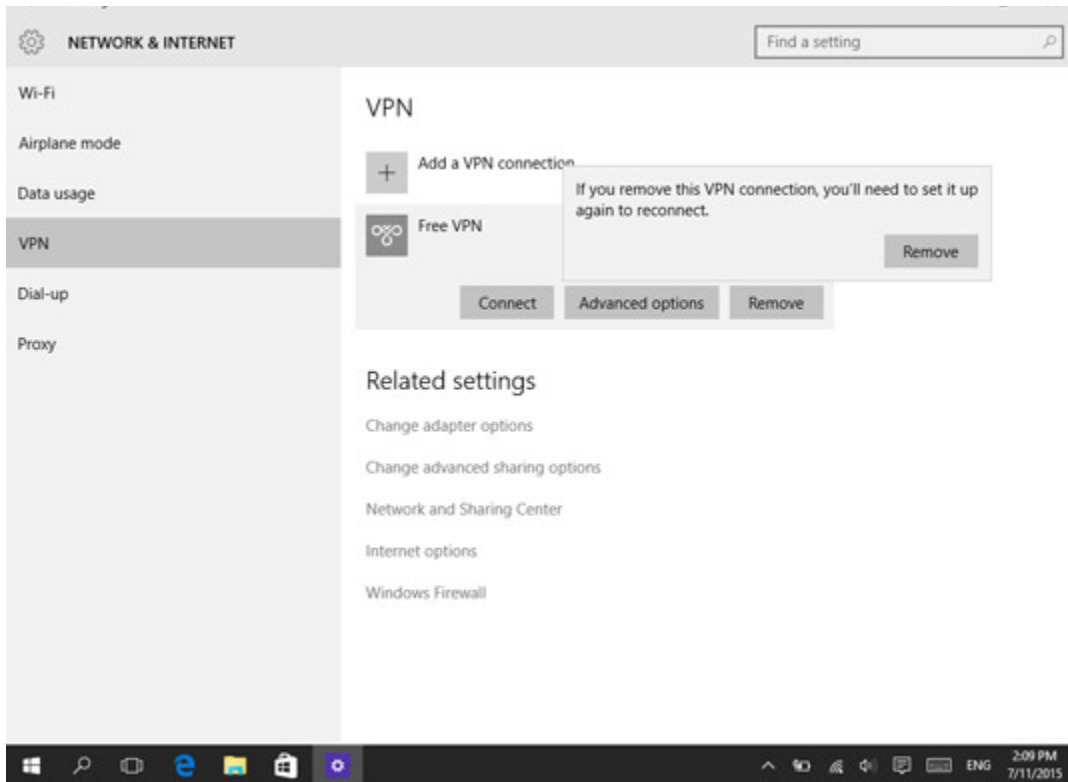 NETWORK & INTERNET
Find a setting
Wi-Fi
Airplane mode
Data usage
VPN
Dial-up
Proxy
VPN
Add a VPN connection
If you remove this VPN connection, you'll need to set it up
again to reconnect.
Remove
Free VPN
Connect
Advanced options
Remove
Related settings
Change adapter options
Change advanced sharing options
Network and Sharing Center
Internet options
Windows Firewall
ENG
2:09 PM
7/11/2015